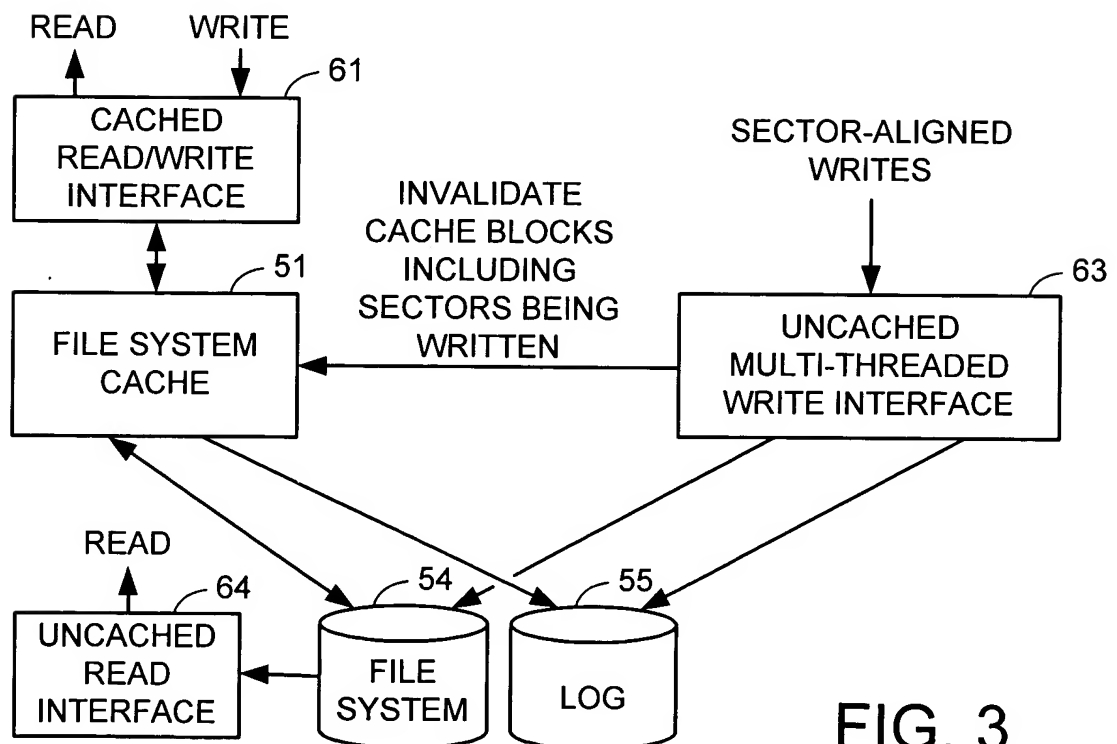 READ WRITE
61
CACHED
READ/WRITE
INTERFACE
SECTOR-ALIGNED
WRITES
INVALIDATE
CACHE BLOCKS
INCLUDING
SECTORS BEING
WRITTEN
51
FILE SYSTEM
CACHE
63
UNCACHED
MULTI-THREADED
WRITE INTERFACE
READ
64
UNCACHED
READ
INTERFACE
54
FILE
SYSTEM
55
LOG
FIG. 3